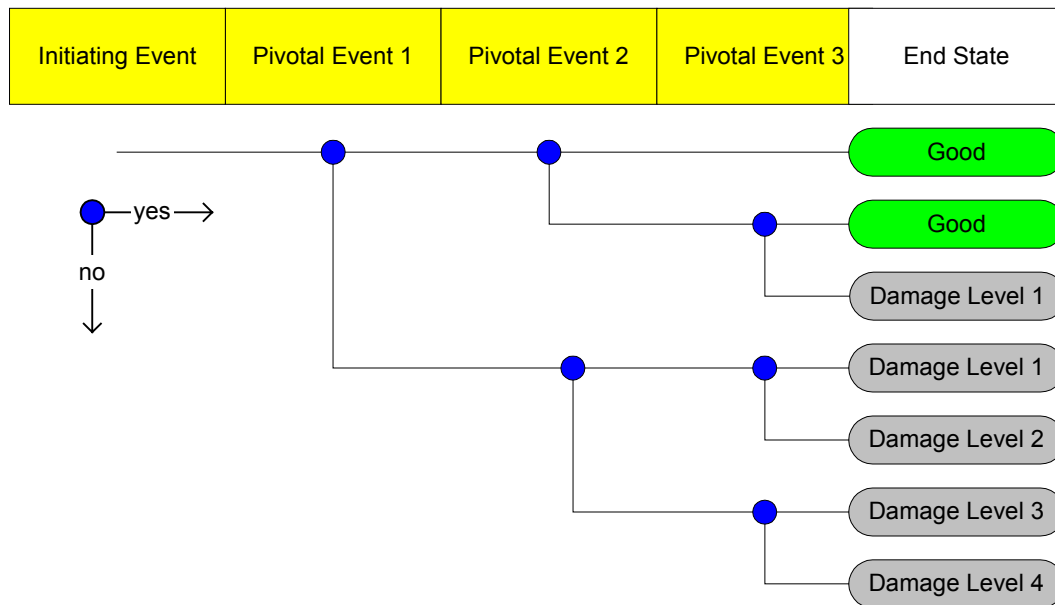 Initiating Event
Pivotal Event 1
Pivotal Event 2
Pivotal Event 3
End State
Good
yes
Good
no
Damage Level 1
Damage Level 1
Damage Level 2
Damage Level 3
Damage Level 4